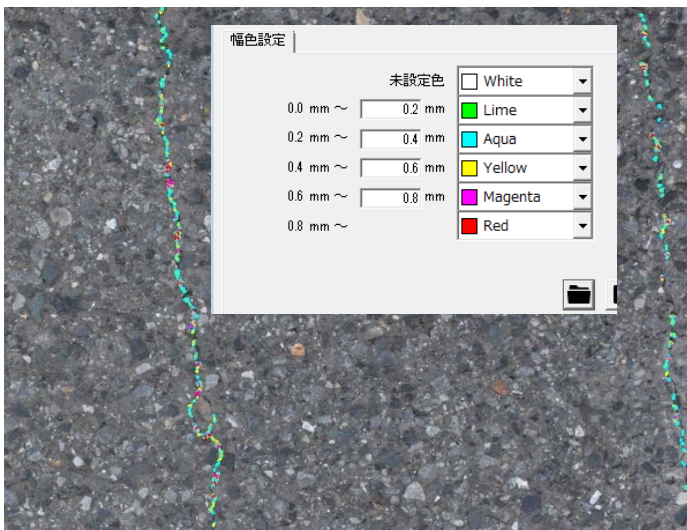 幅色設定
未設定色 White
0.0 mm ～ 0.2 mm Lime
0.2 mm ～ 0.4 mm Aqua
0.4 mm ～ 0.6 mm Yellow
0.6 mm ～ 0.8 mm Magenta
0.8 mm ～ Red